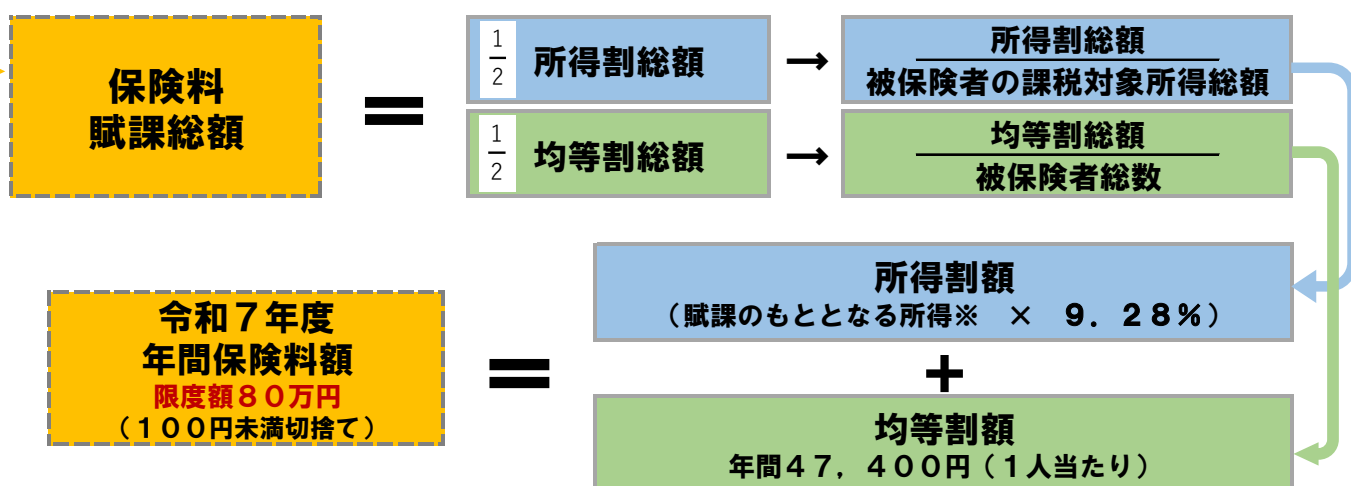 保険料
賦課総額
＝
1
2
所得割総額
→
所得割総額
被保険者の課税対象所得総額
1
2
均等割総額
→
均等割総額
被保険者総数
令和７年度
年間保険料額
限度額８０万円
（１００円未満切捨て）
＝
所得割額
（賦課のもととなる所得※　×　９．２８％）
＋
均等割額
年間４７，４００円（１人当たり）